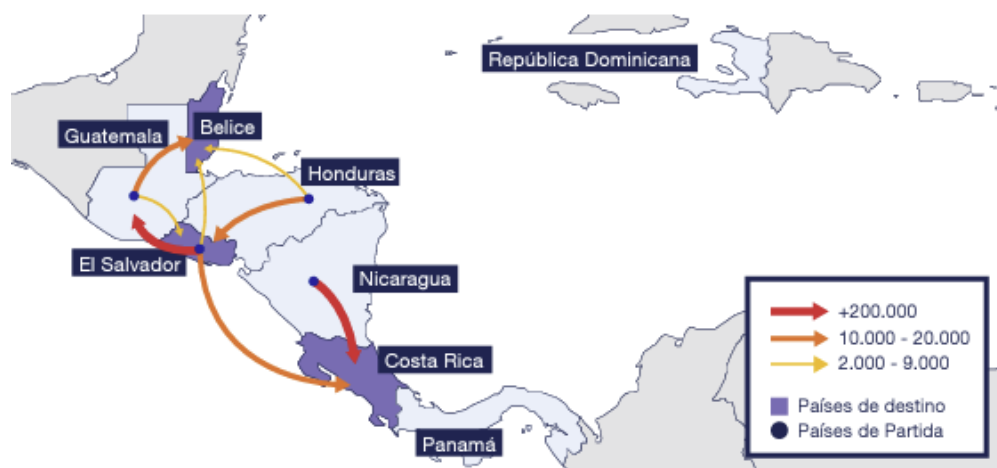 República Dominicana
Guatemala
Belice
Honduras
El Salvador
Nicaragua
Costa Rica
Panamá
+200.000
10.000 - 20.000
2.000 - 9.000
Países de destino
Países de Partida